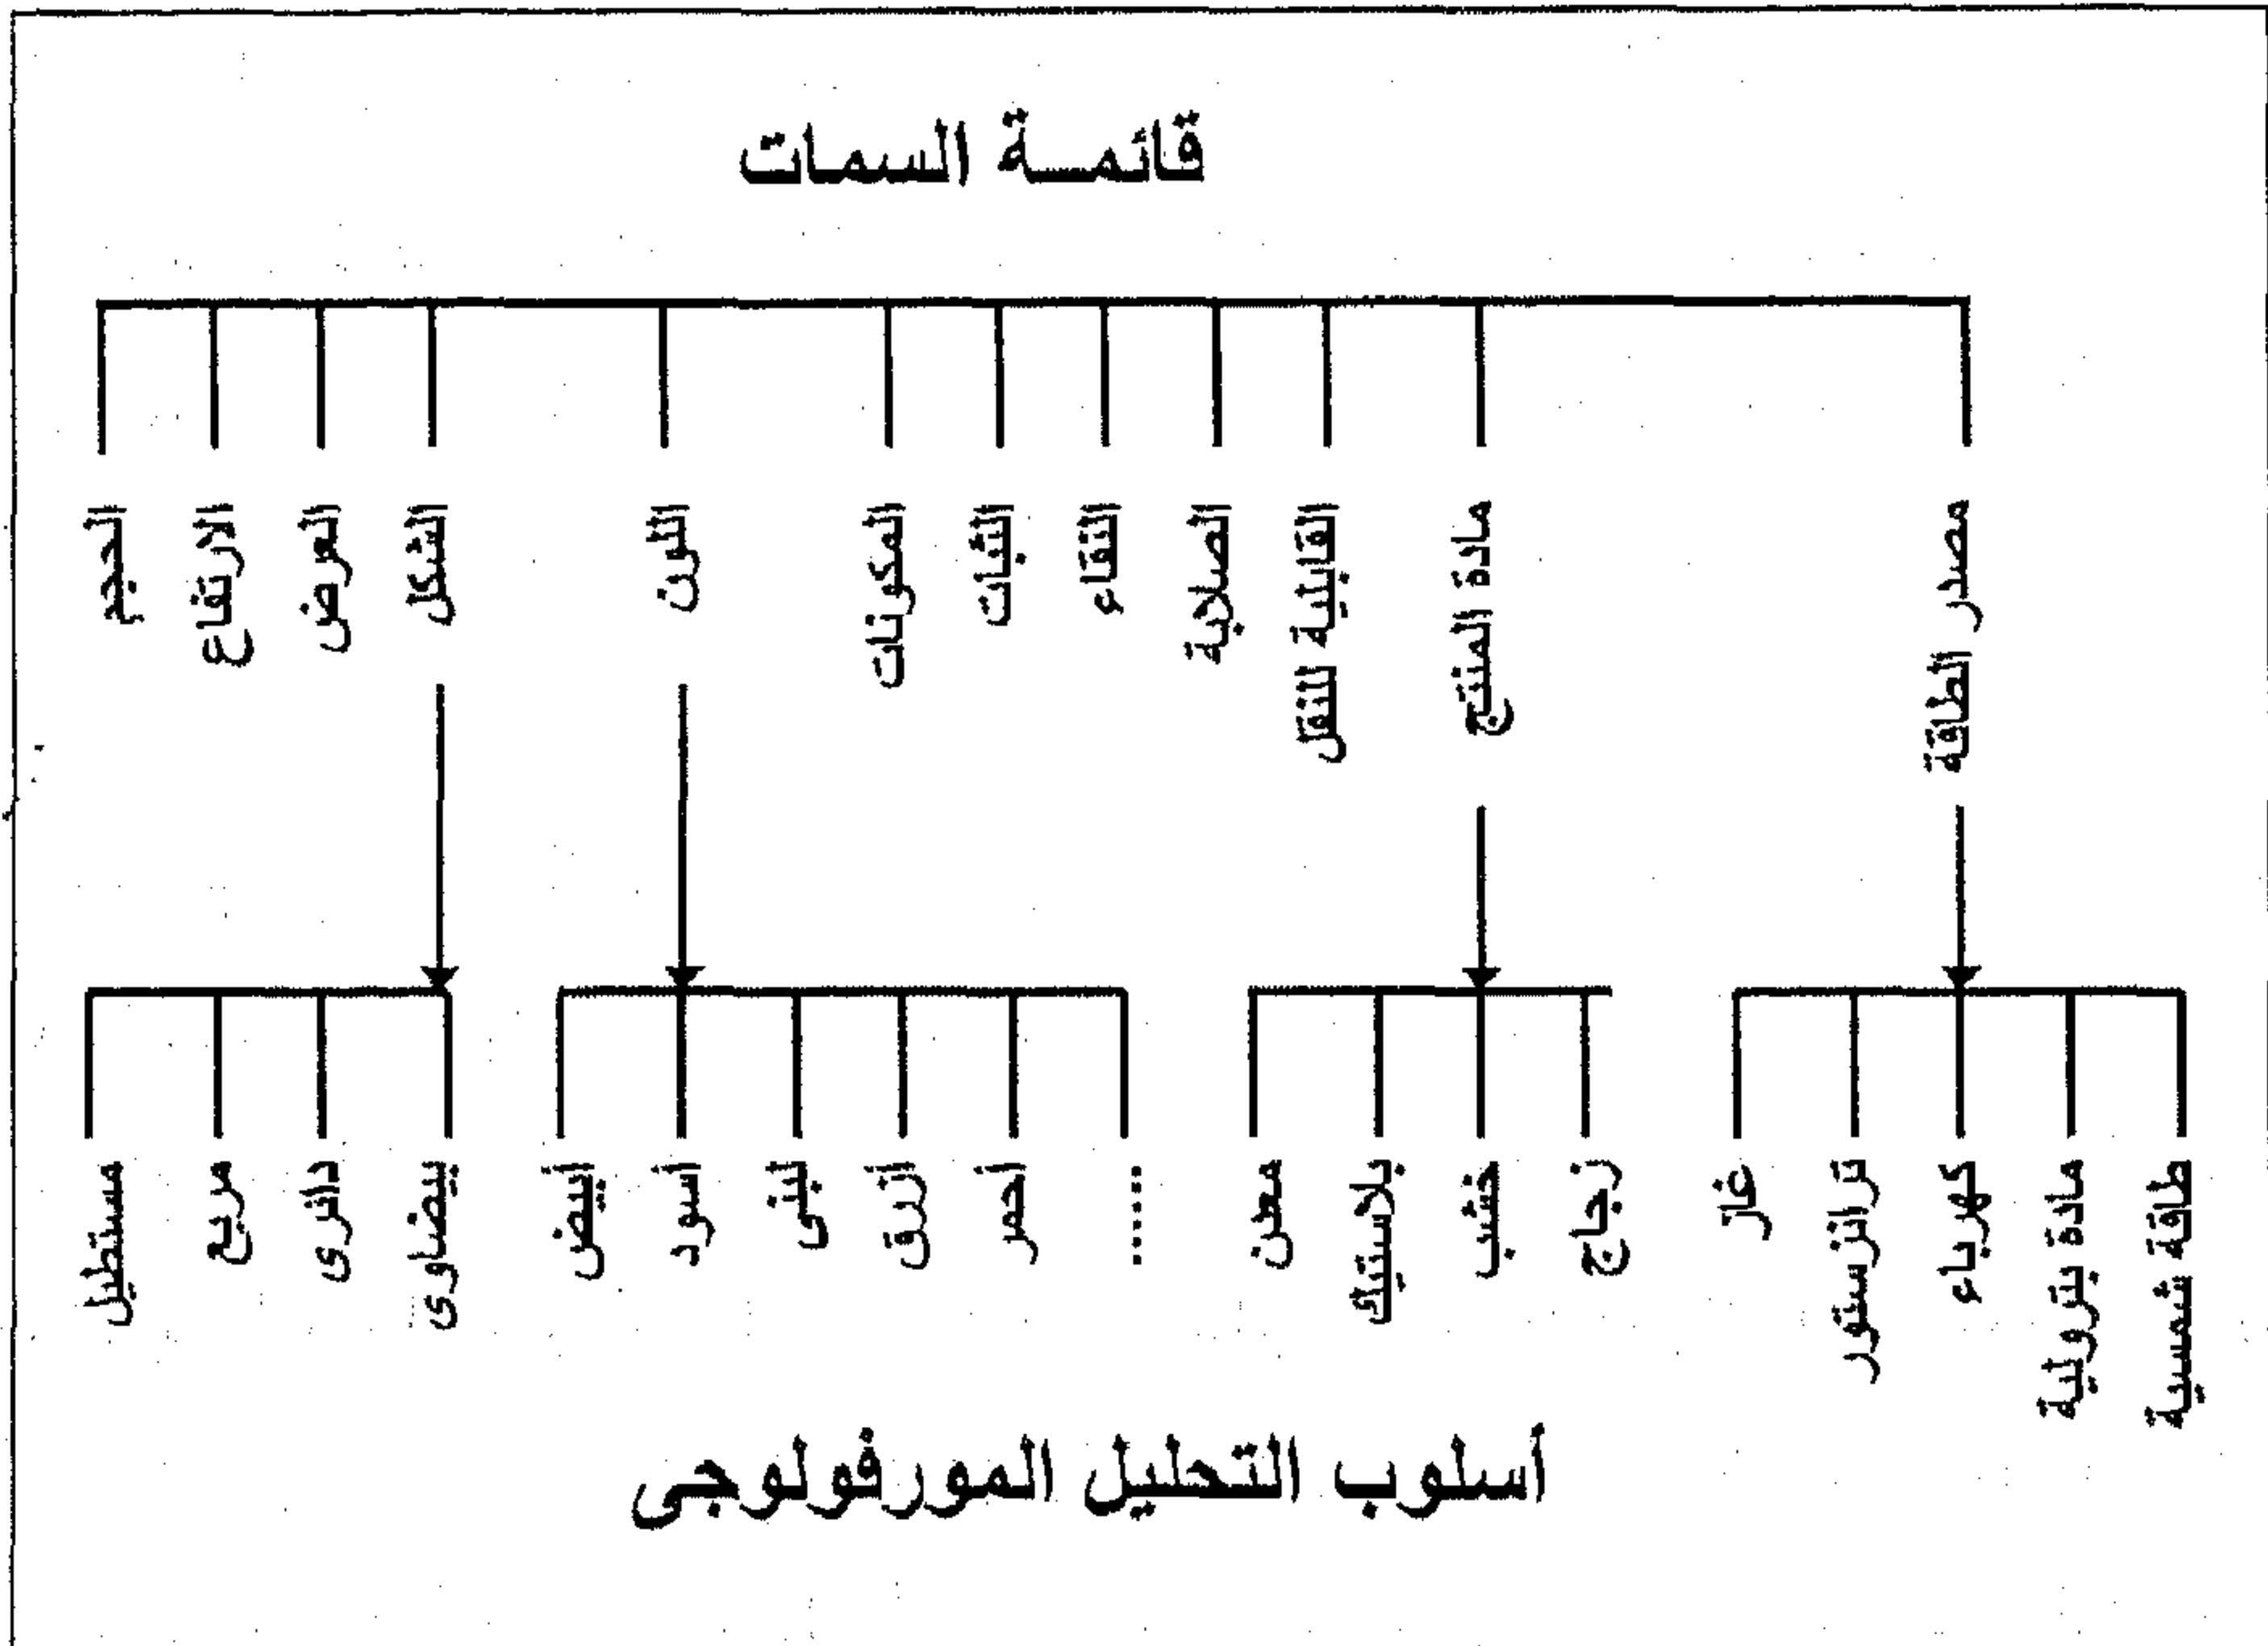 قائمة السمات
مصدر الطاقة
مادة المنتج
القابلية للنقل
الصلابة
النقاء
الثبات
المكونات
اللون
الشكل
العرض
الارتفاع
الحجم
طاقة شمسية
مادة بترولية
كهرباء
ترانزستور
غاز
زجاج
خشب
بلاستيك
معدن
......
أحمر
أزرق
بنى
أسود
أبيض
بيضاوى
دائرى
مربع
مستطيل
أسلوب التحليل المورفولوجى